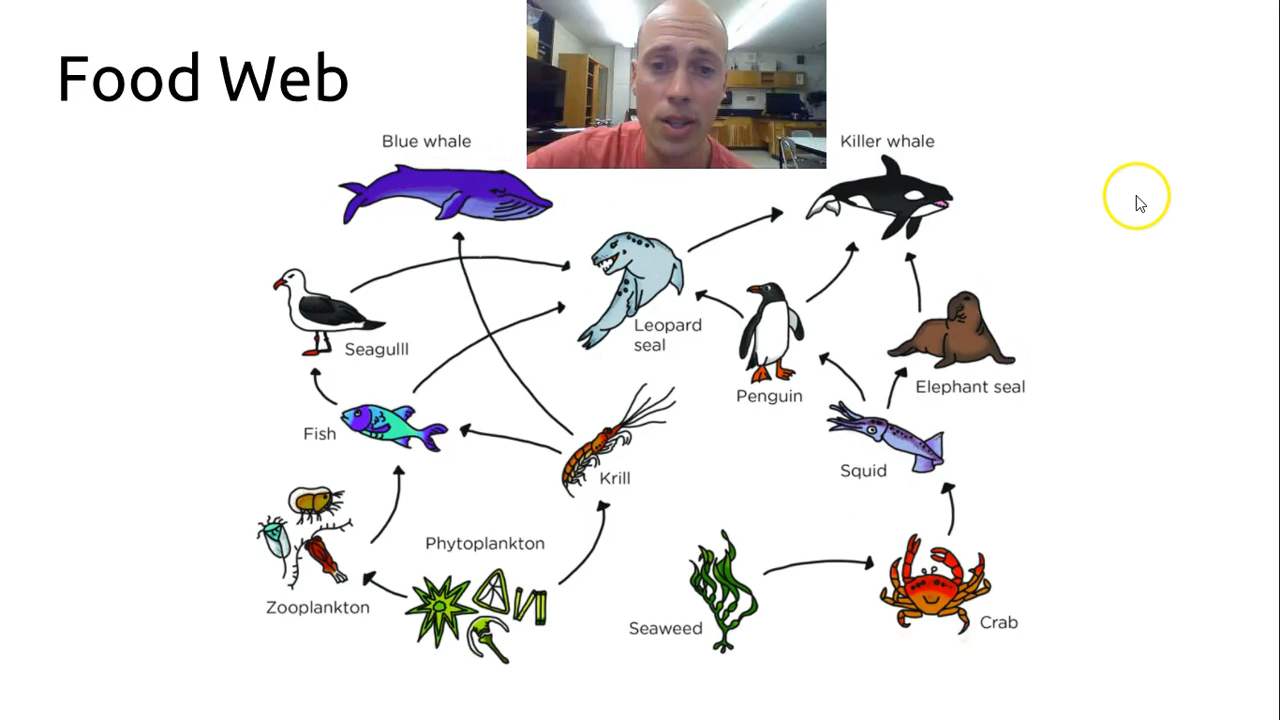 Food Web
Blue whale
Killer whale
Leopard
seal
Seagulll
Penguin
Elephant seal
Fish
Krill
Squid
Phytoplankton
Zooplankton
Seaweed
Crab